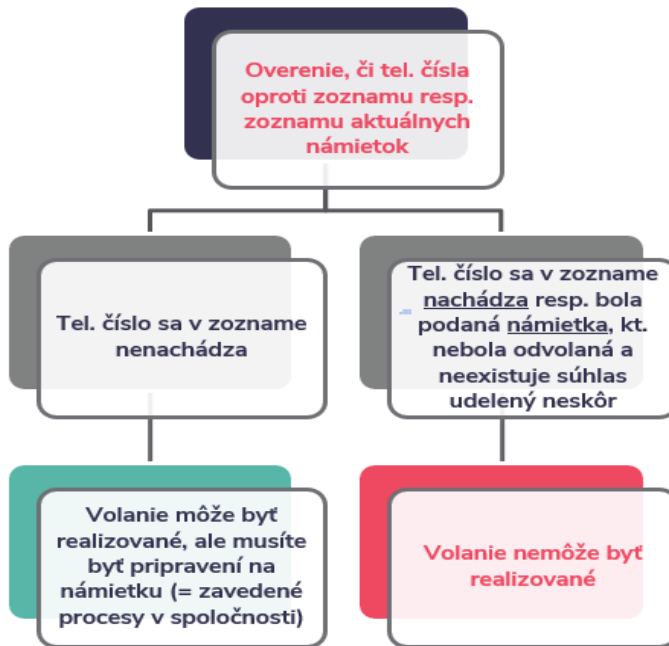 Overenie, či tel. čísla
oproti zoznamu resp.
zoznamu aktuálnych
námietok
Tel. číslo sa v zozname
nenachádza
Tel. číslo sa v zozname
nachádza resp. bola
podaná námietka, kt.
nebola odvolaná a
neexistuje súhlas
udelený neskôr
Volanie môže byť
realizované, ale musíte
byť pripravení na
námietku (= zavedené
procesy v spoločnosti)
Volanie nemôže byť
realizované